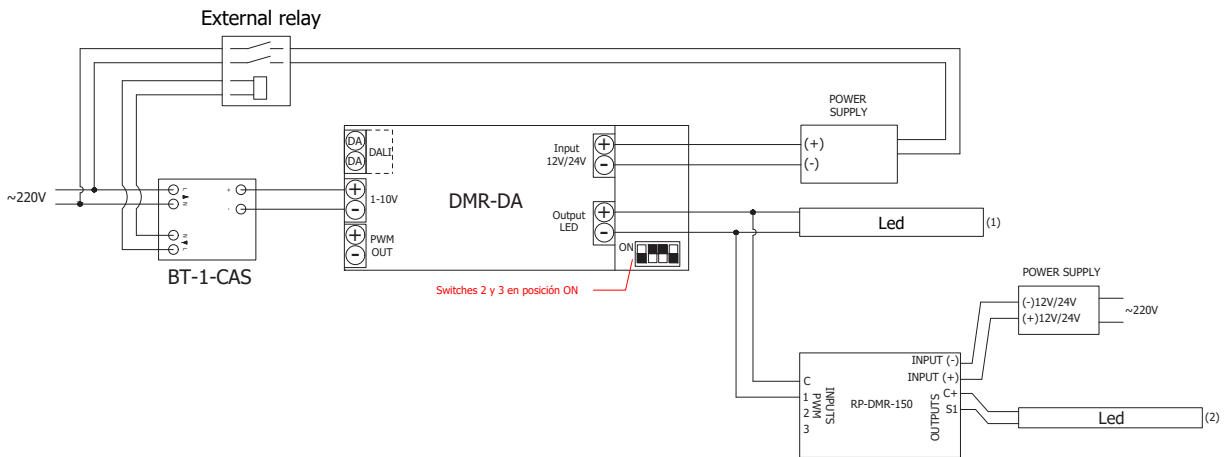 External relay
POWER
SUPPLY
(+)
(-)
DA
DA
DALI
Input
12V/24V
+
-
~220V
L
N
N
L
+
-
BT-1-CAS
+
-
1-10V
DMR-DA
Output
LED
+
-
Led
(1)
+
-
PWM
OUT
ON
Switches 2 y 3 en posición ON
POWER SUPPLY
(-)12V/24V
(+)12V/24V
~220V
INPUT (-)
INPUT (+)
C
1
2
3
INPUTS
PWM
RP-DMR-150
OUTPUTS
C+
S1
Led
(2)